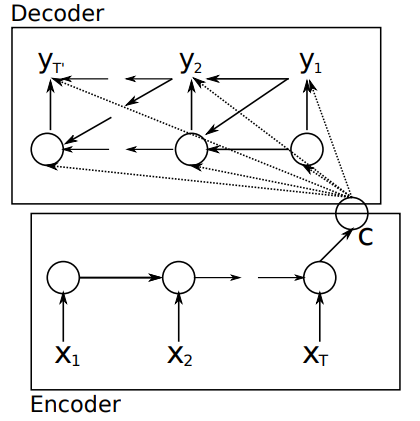 Decoder
y_T' y_2 y_1
c
x_1 x_2 x_T
Encoder